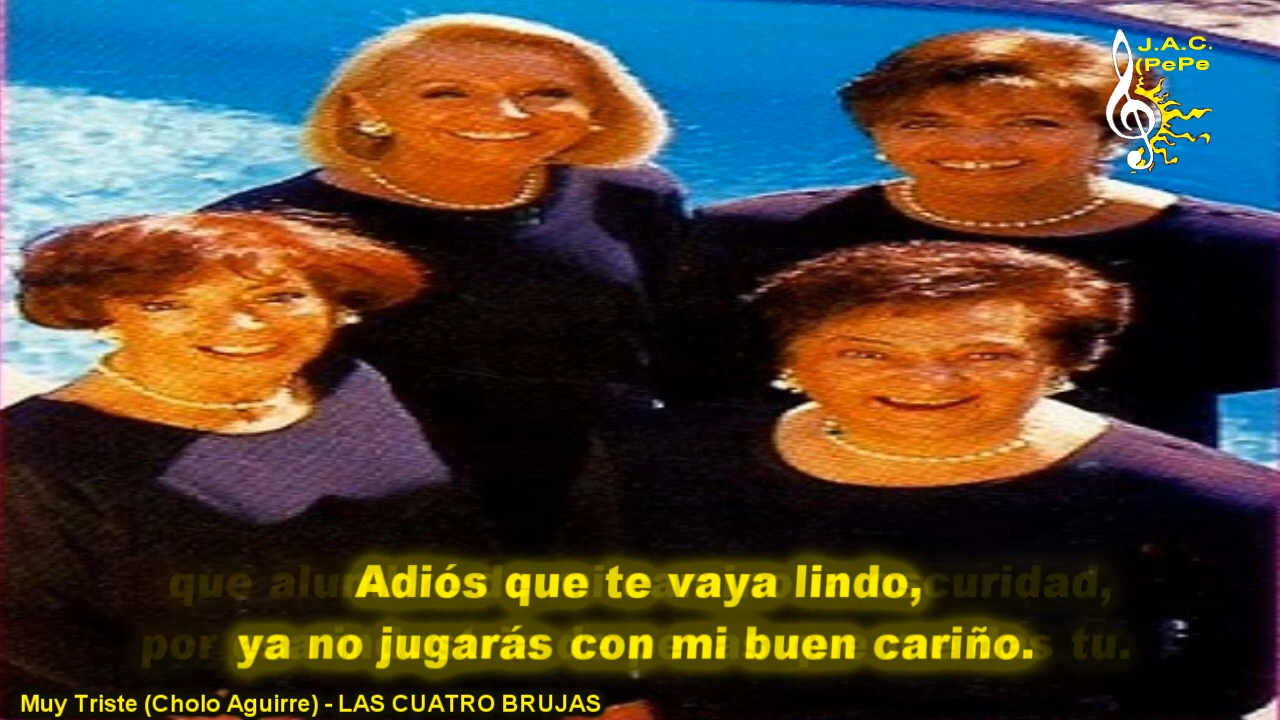 J.A.C.
(PePe
Adiós que te vaya lindo,
ya no jugarás con mi buen cariño.
Muy Triste (Cholo Aguirre) - LAS CUATRO BRUJAS